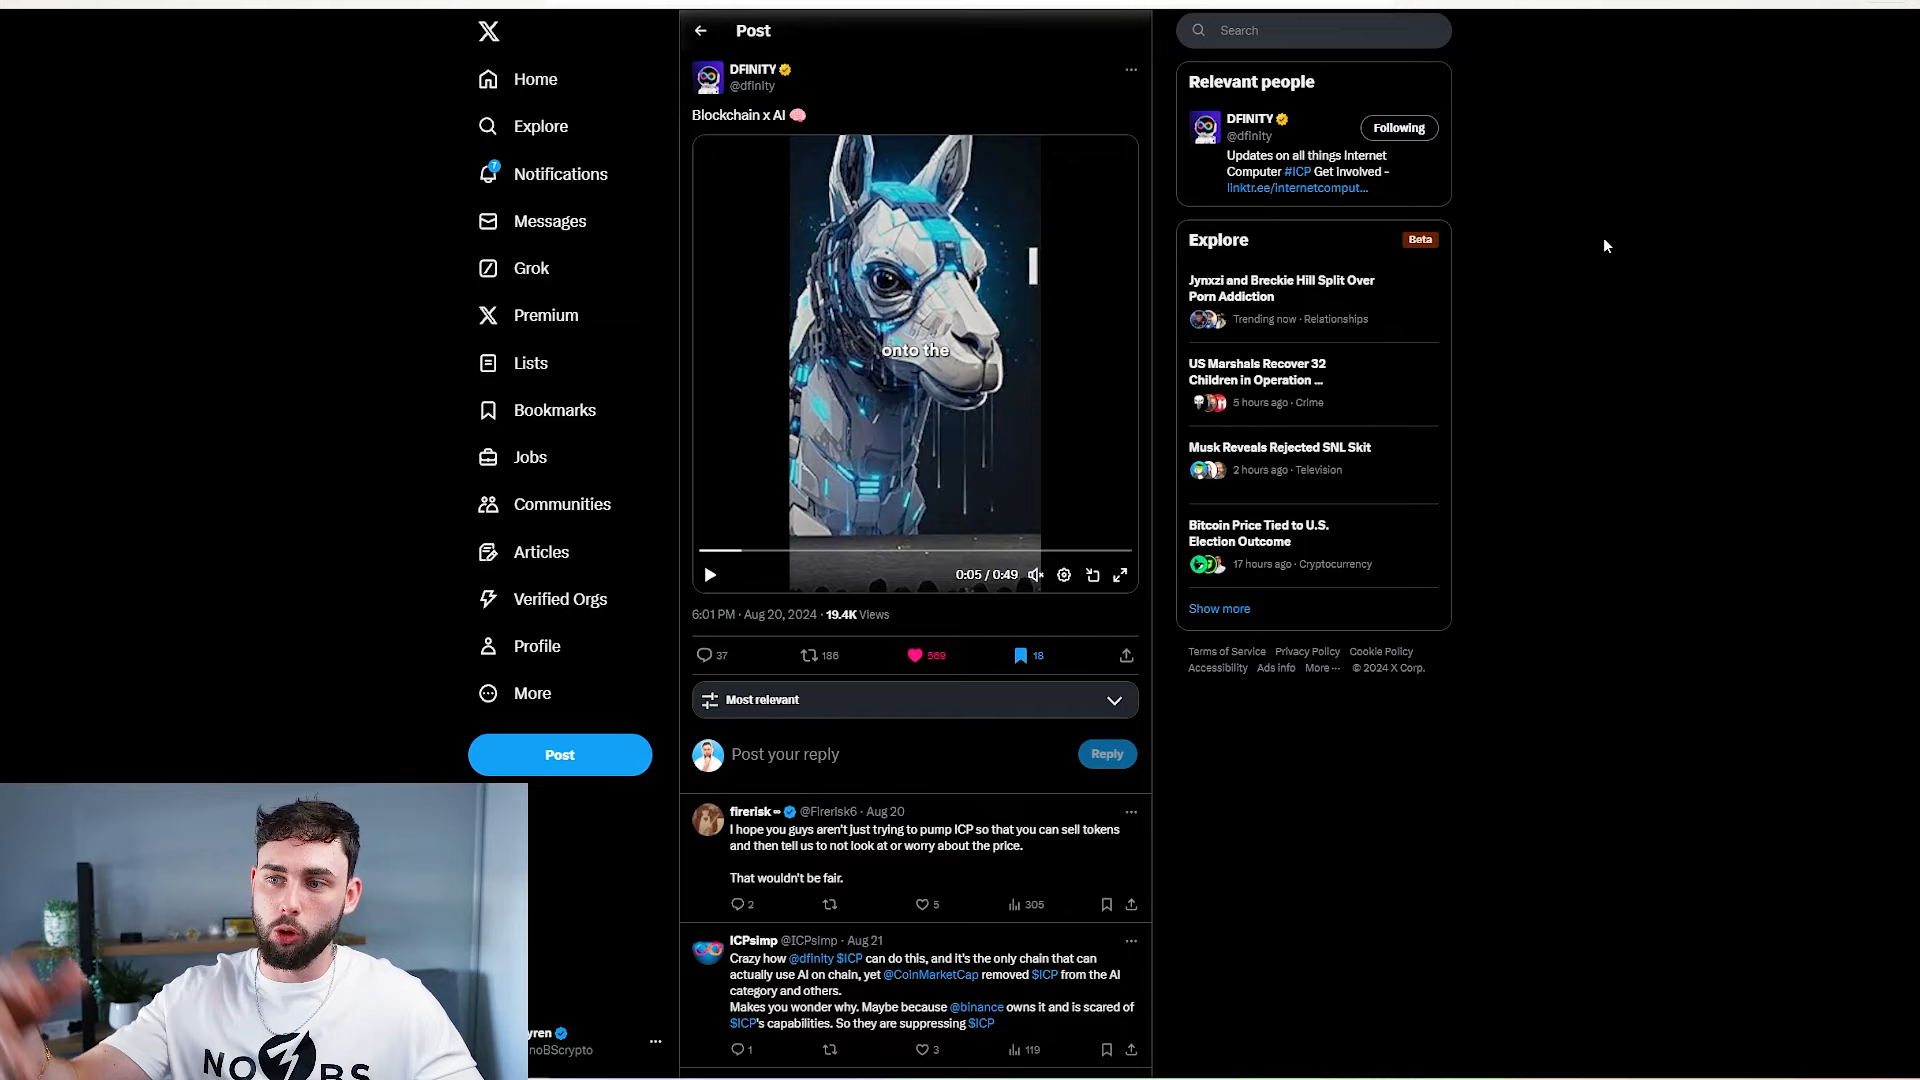 Home
Explore
7
Notifications
Messages
Grok
Premium
Lists
Bookmarks
Jobs
Communities
Articles
Verified Orgs
Profile
More
Post
yren
noBScrypto
NO BS
Post
DFINITY
@dfinity
Blockchain x AI 🧠
onto the
0:05 / 0:49
6:01 PM · Aug 20, 2024 · 19.4K Views
37
186
569
18
Most relevant
Post your reply
Reply
firerisk ∞ @Firerisk6 · Aug 20
I hope you guys aren't just trying to pump ICP so that you can sell tokens
and then tell us to not look at or worry about the price.
That wouldn't be fair.
2
5
305
ICPsimp @ICPsimp · Aug 21
Crazy how @dfinity $ICP can do this, and it's the only chain that can
actually use AI on chain, yet @CoinMarketCap removed $ICP from the AI
category and others.
Makes you wonder why. Maybe because @binance owns it and is scared of
$ICP's capabilities. So they are suppressing $ICP
1
3
119
Search
Relevant people
DFINITY
@dfinity
Following
Updates on all things Internet
Computer #ICP Get Involved -
linktr.ee/internetcomput...
Explore
Beta
Jynxzi and Breckie Hill Split Over
Porn Addiction
Trending now · Relationships
US Marshals Recover 32
Children in Operation ...
5 hours ago · Crime
Musk Reveals Rejected SNL Skit
2 hours ago · Television
Bitcoin Price Tied to U.S.
Election Outcome
17 hours ago · Cryptocurrency
Show more
Terms of Service Privacy Policy Cookie Policy
Accessibility Ads info More ··· © 2024 X Corp.